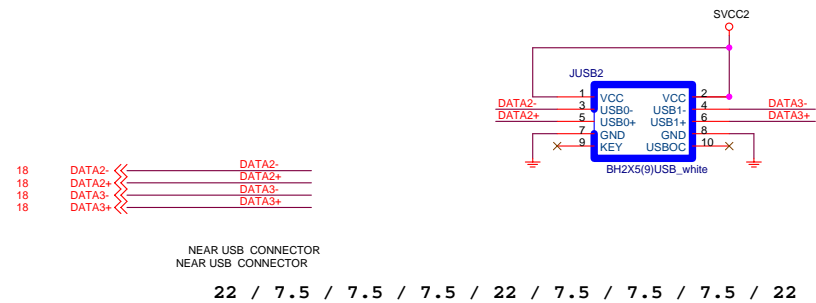 SVCC2
JUSB2
1 VCC VCC 2
DATA2- 3 USB0- USB1- 4 DATA3-
DATA2+ 5 USB0+ USB1+ 6 DATA3+
7 GND GND 8
9 KEY USBOC 10
BH2X5(9)USB_white
18 DATA2- DATA2-
18 DATA2+ DATA2+
18 DATA3- DATA3-
18 DATA3+ DATA3+
NEAR USB CONNECTOR
NEAR USB CONNECTOR
22 / 7.5 / 7.5 / 7.5 / 22 / 7.5 / 7.5 / 7.5 / 22